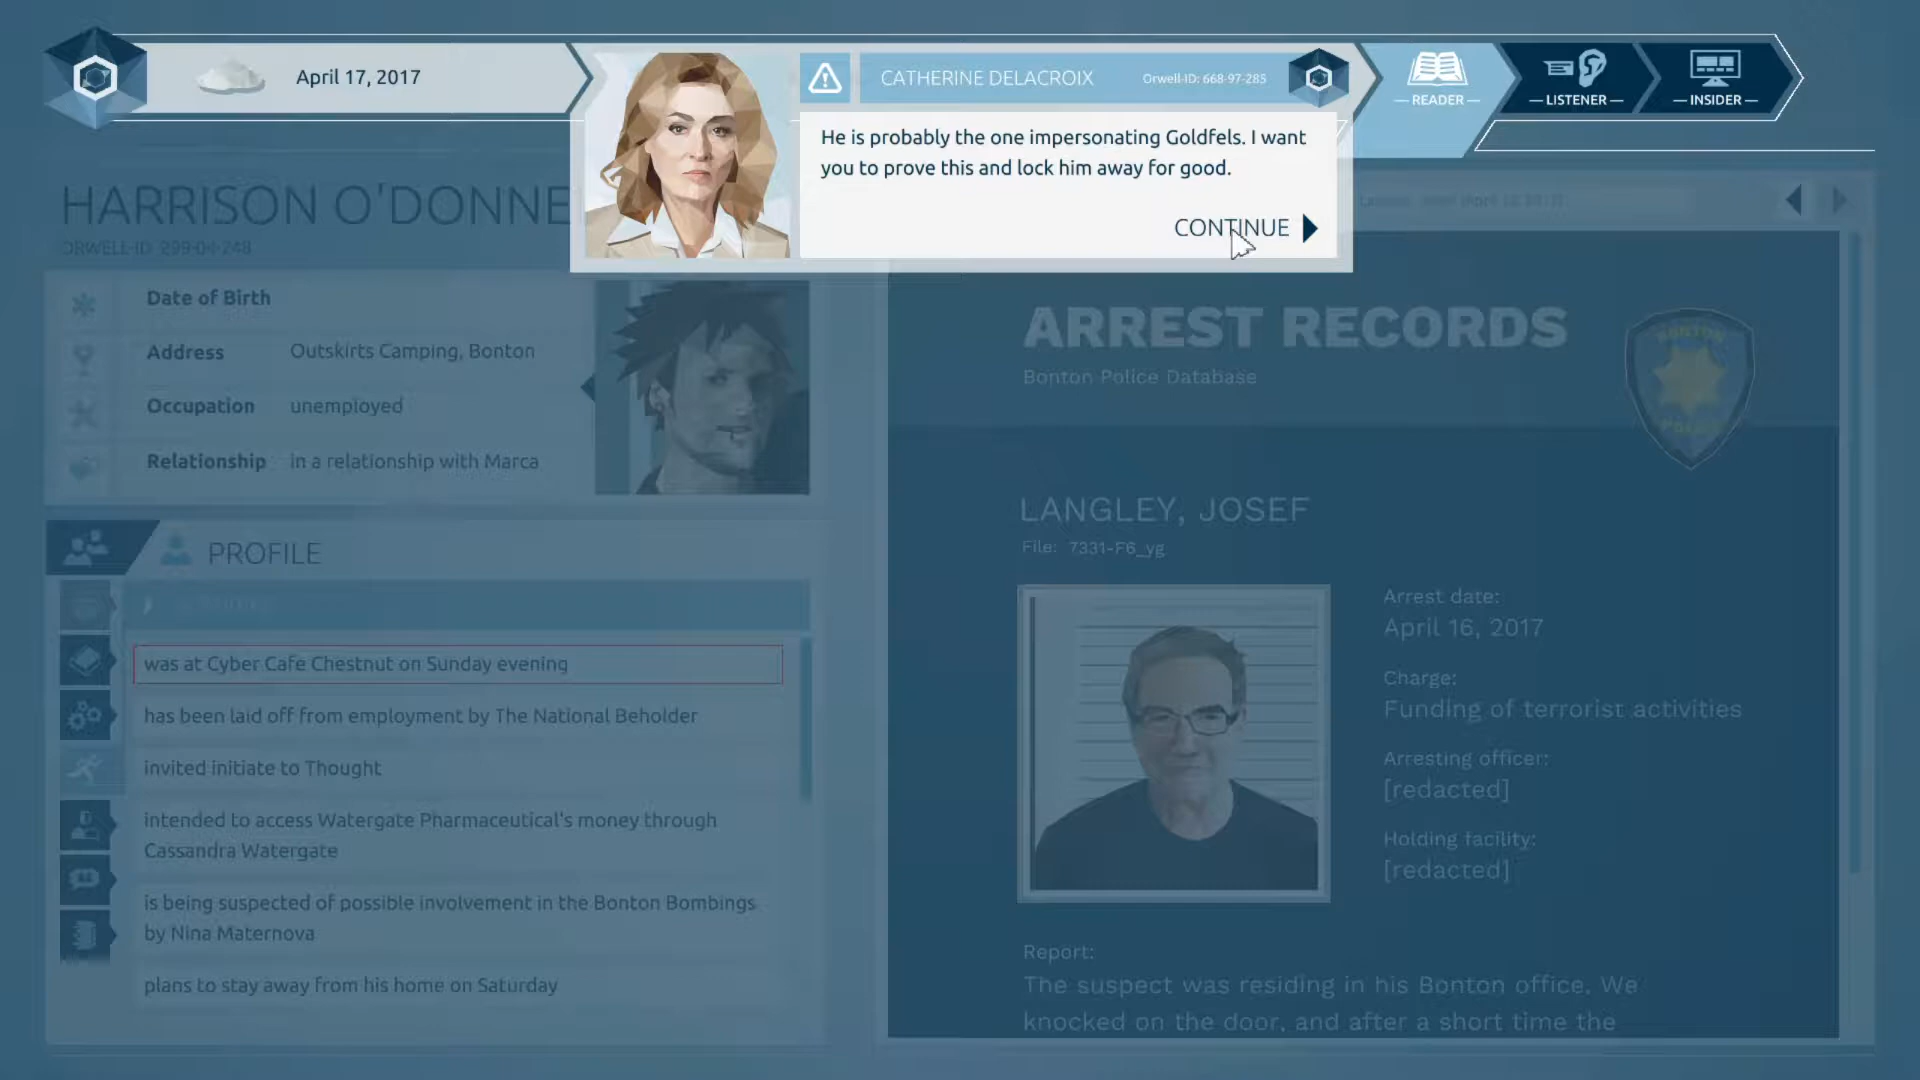 April 17, 2017
CATHERINE DELACROIX
Orwell-ID: 668-97-285
He is probably the one impersonating Goldfels. I want
you to prove this and lock him away for good.
CONTINUE
READER
LISTENER
INSIDER
HARRISON O'DONNE
ORWELL-ID: 299-04-248
Date of Birth
Address Outskirts Camping, Bonton
Occupation unemployed
Relationship in a relationship with Marca
PROFILE
was at Cyber Cafe Chestnut on Sunday evening
has been laid off from employment by The National Beholder
invited initiate to Thought
intended to access Watergate Pharmaceutical's money through
Cassandra Watergate
is being suspected of possible involvement in the Bonton Bombings
by Nina Maternova
plans to stay away from his home on Saturday
ARREST RECORDS
Bonton Police Database
BONTON
POLICE
LANGLEY, JOSEF
File: 7331-F6_yg
Arrest date:
April 16, 2017
Charge:
Funding of terrorist activities
Arresting officer:
[redacted]
Holding facility:
[redacted]
Report:
The suspect was residing in his Bonton office. We
knocked on the door, and after a short time the